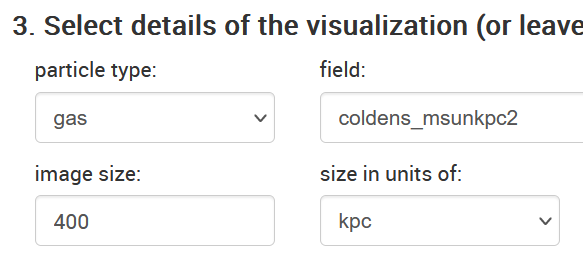 3. Select details of the visualization (or leave
particle type: field:
gas coldens_msunkpc2
image size: size in units of:
400 kpc